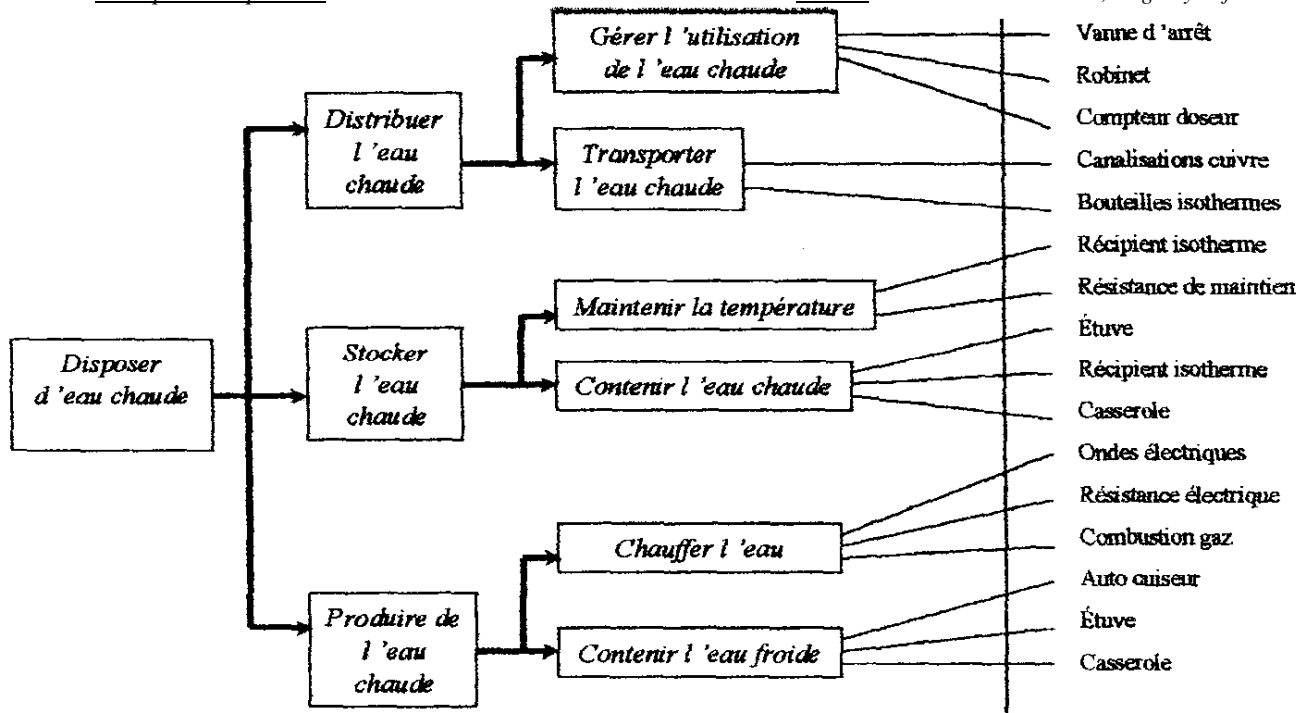 Gérer l 'utilisation
de l 'eau chaude
Distribuer
l 'eau
chaude
Transporter
l 'eau chaude
Maintenir la température
Disposer
d 'eau chaude
Stocker
l 'eau
chaude
Contenir l 'eau chaude
Chauffer l 'eau
Produire de
l 'eau
chaude
Contenir l 'eau froide
Vanne d 'arrêt
Robinet
Compteur doseur
Canalisations cuivre
Bouteilles isothermes
Récipient isotherme
Résistance de maintien
Étuve
Récipient isotherme
Casserole
Ondes électriques
Résistance électrique
Combustion gaz
Auto cuiseur
Étuve
Casserole